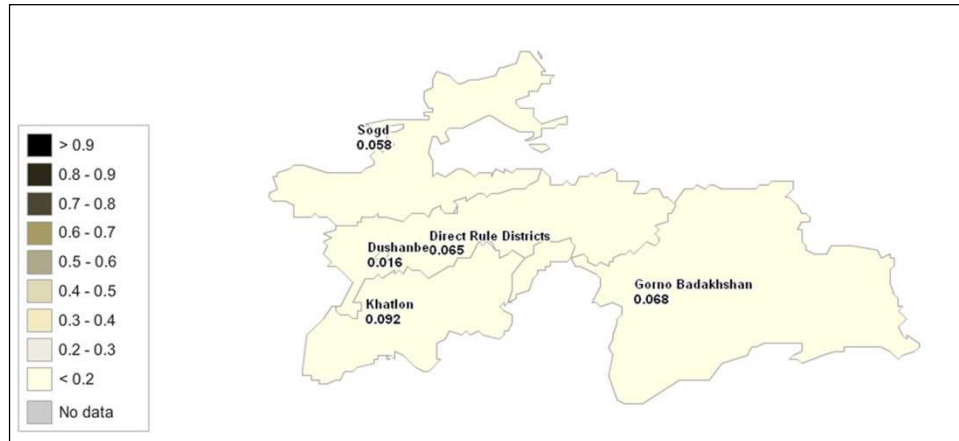 > 0.9
0.8 - 0.9
0.7 - 0.8
0.6 - 0.7
0.5 - 0.6
0.4 - 0.5
0.3 - 0.4
0.2 - 0.3
< 0.2
No data
Sogd
0.058
Direct Rule Districts
0.065
Dushanbe
0.016
Khatlon
0.092
Gorno Badakhshan
0.068